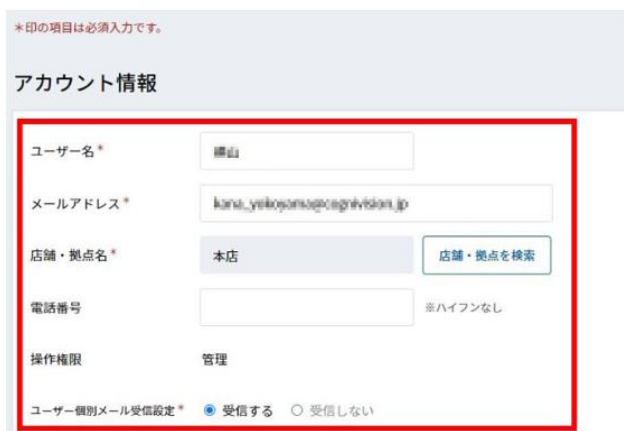 ＊印の項目は必須入力です。
アカウント情報
ユーザー名*
メールアドレス*
店舗・拠点名* 本店 店舗・拠点を検索
電話番号 ※ハイフンなし
操作権限 管理
ユーザー個別メール受信設定* 受信する 受信しない